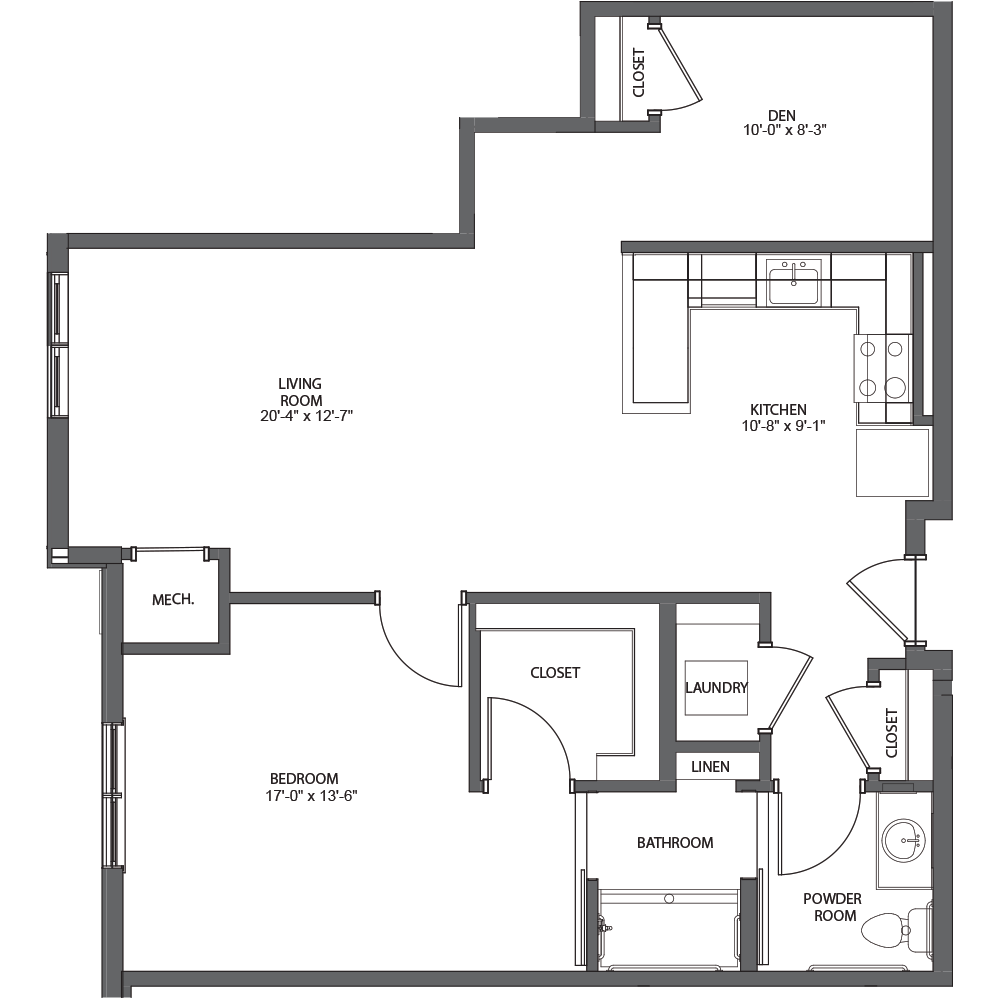 CLOSET
DEN
10'-0" x 8'-3"
LIVING
ROOM
20'-4" x 12'-7"
KITCHEN
10'-8" x 9'-1"
MECH.
CLOSET
LAUNDRY
CLOSET
LINEN
BEDROOM
17'-0" x 13'-6"
BATHROOM
POWDER
ROOM